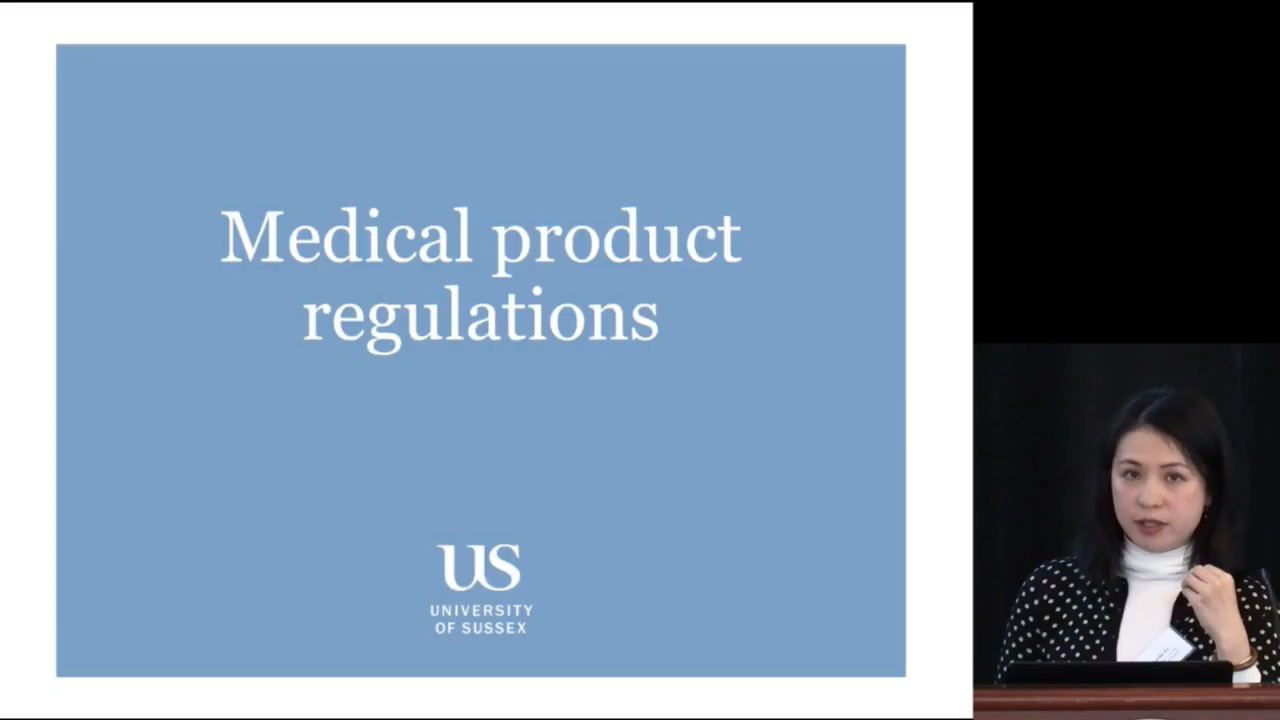 Medical product
regulations
US
UNIVERSITY
OF SUSSEX